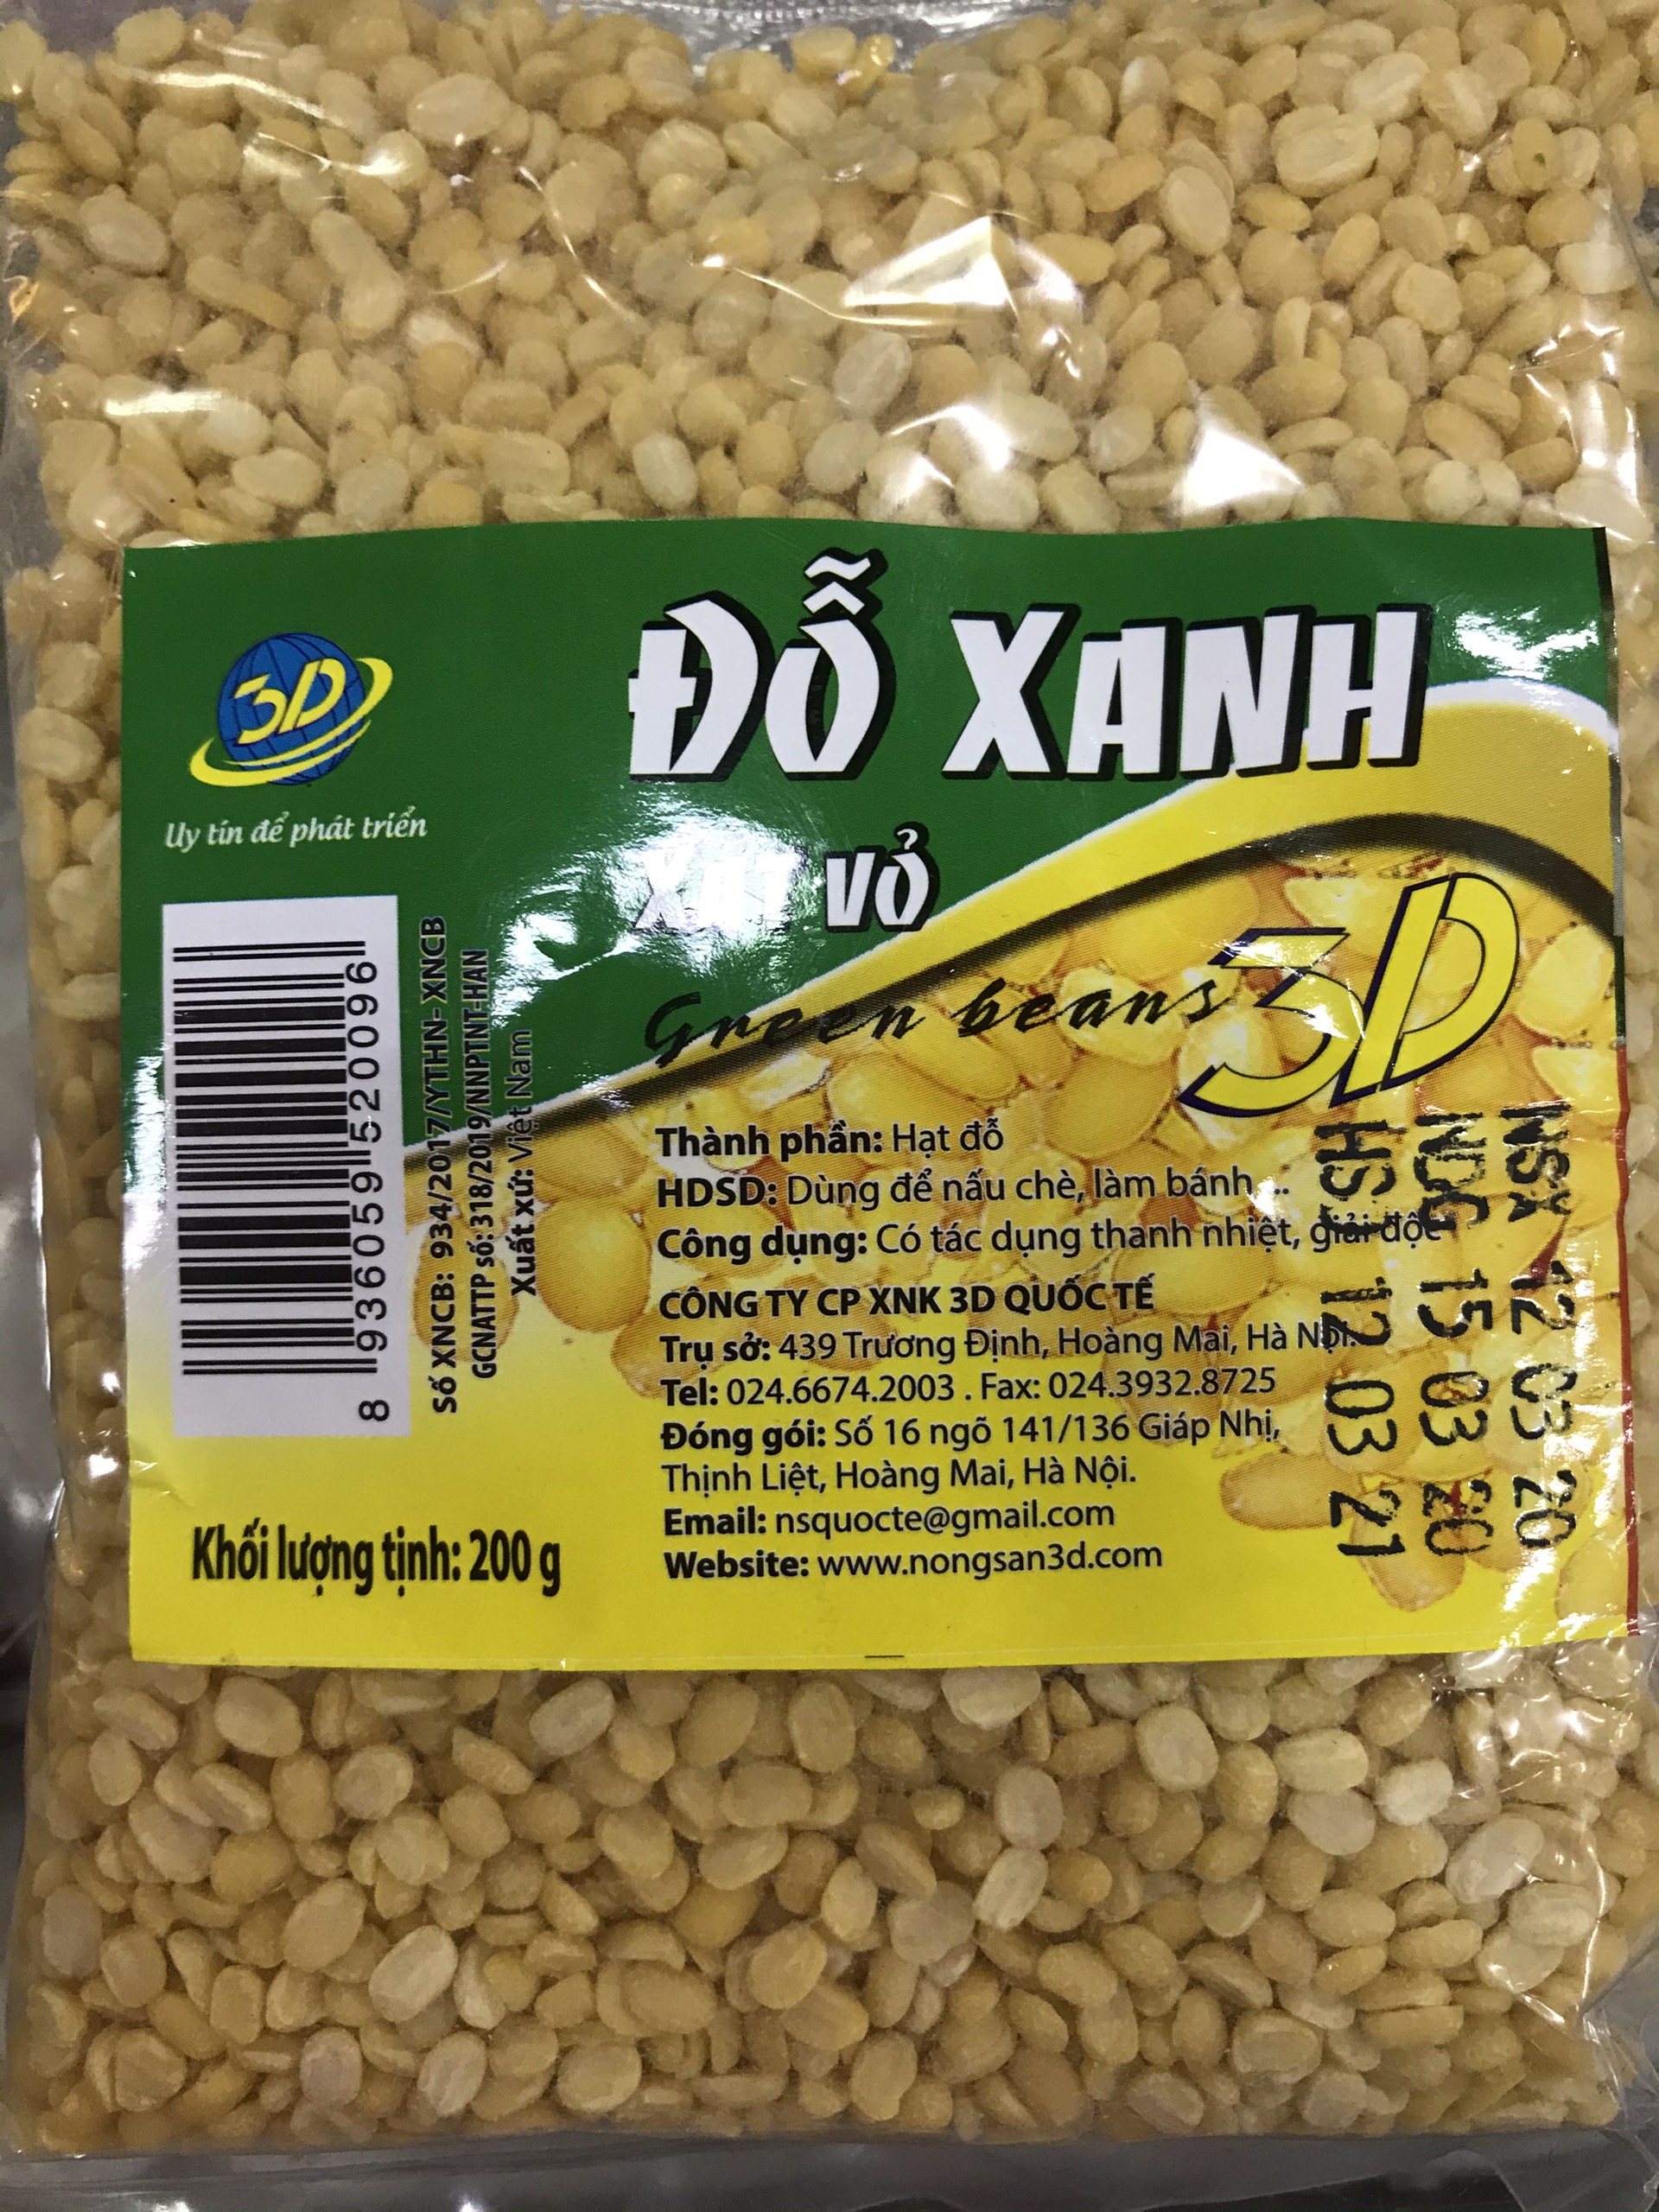 3D
Uy tín để phát triển
ĐỖ XANH
XÁT VỎ
Green beans
3D
8 936059 520096
Số XNCB: 934/2017/YTHN- XNCB
GCNATTP số: 318/2019/NNPTNT-HAN
Xuất xứ: Việt Nam
Khối lượng tịnh: 200 g
Thành phần: Hạt đỗ
HDSD: Dùng để nấu chè, làm bánh ...
Công dụng: Có tác dụng thanh nhiệt, giải độc
CÔNG TY CP XNK 3D QUỐC TẾ
Trụ sở: 439 Trương Định, Hoàng Mai, Hà Nội.
Tel: 024.6674.2003 . Fax: 024.3932.8725
Đóng gói: Số 16 ngõ 141/136 Giáp Nhị,
Thịnh Liệt, Hoàng Mai, Hà Nội.
Email: nsquocte@gmail.com
Website: www.nongsan3d.com
NSX 12 03 20
NDG 15 03 20
HSD 12 03 21